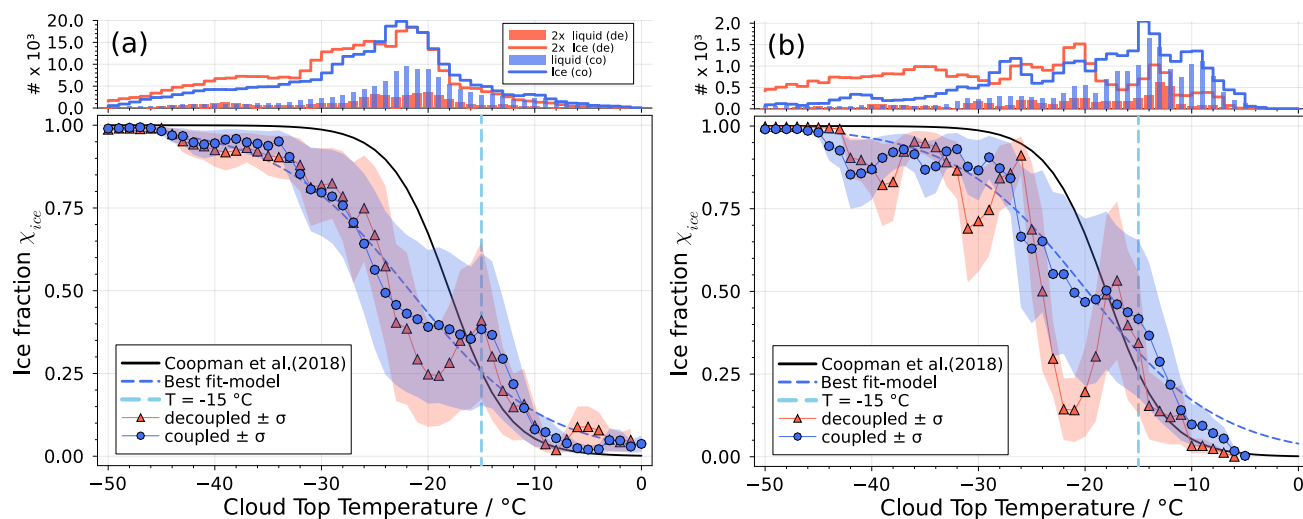 (a)
# x 10³
20.0
15.0
10.0
5.0
0.0
2x liquid (de)
2x Ice (de)
liquid (co)
Ice (co)
Ice fraction χice
1.00
0.75
0.50
0.25
0.00
Coopman et al.(2018)
Best fit-model
T = -15 °C
decoupled ± σ
coupled ± σ
−50
−40
−30
−20
−10
0
Cloud Top Temperature / °C
(b)
# x 10³
2.0
1.5
1.0
0.5
0.0
Ice fraction χice
1.00
0.75
0.50
0.25
0.00
Coopman et al.(2018)
Best fit-model
T = -15 °C
decoupled ± σ
coupled ± σ
−50
−40
−30
−20
−10
0
Cloud Top Temperature / °C